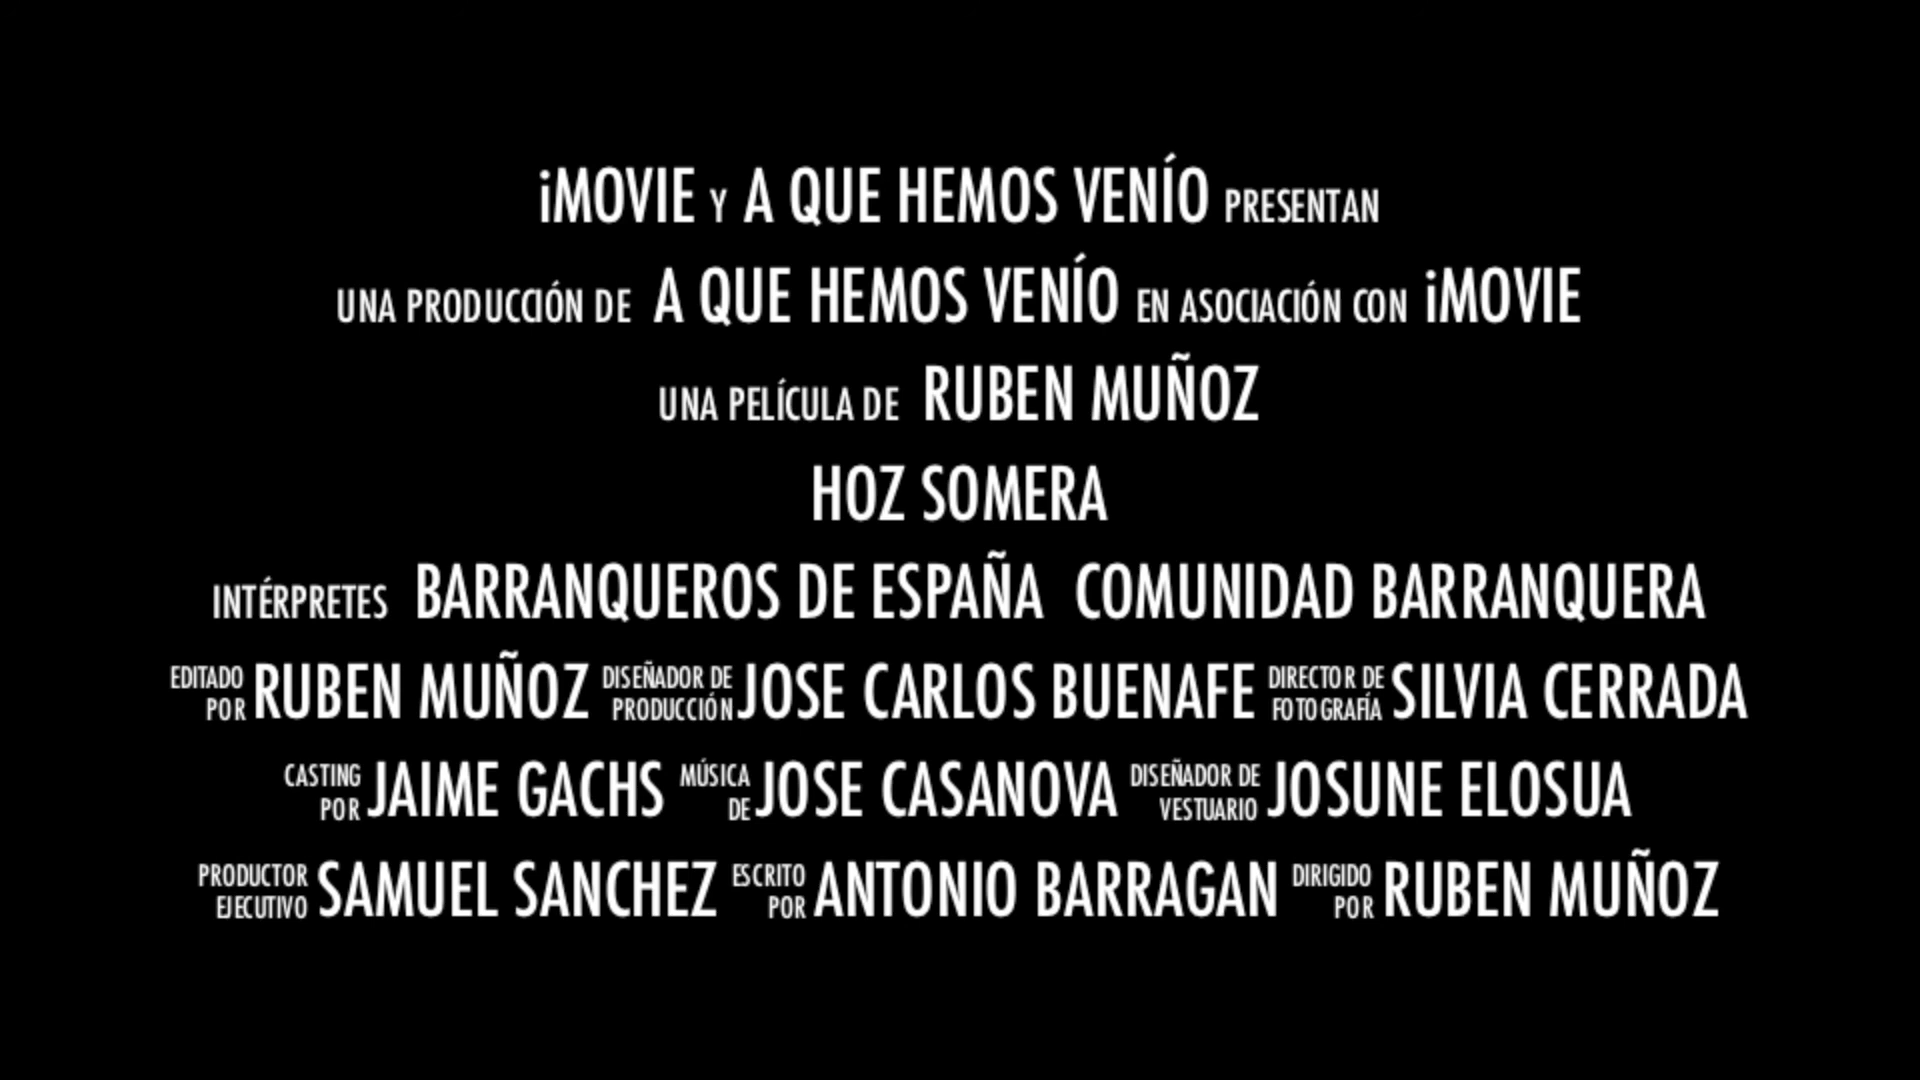 iMOVIE Y A QUE HEMOS VENÍO PRESENTAN
UNA PRODUCCIÓN DE A QUE HEMOS VENÍO EN ASOCIACIÓN CON iMOVIE
UNA PELÍCULA DE RUBEN MUÑOZ
HOZ SOMERA
INTÉRPRETES BARRANQUEROS DE ESPAÑA COMUNIDAD BARRANQUERA
EDITADO POR RUBEN MUÑOZ DISEÑADOR DE PRODUCCIÓN JOSE CARLOS BUENAFE DIRECTOR DE FOTOGRAFÍA SILVIA CERRADA
CASTING POR JAIME GACHS MÚSICA DE JOSE CASANOVA DISEÑADOR DE VESTUARIO JOSUNE ELOSUA
PRODUCTOR EJECUTIVO SAMUEL SANCHEZ ESCRITO POR ANTONIO BARRAGAN DIRIGIDO POR RUBEN MUÑOZ